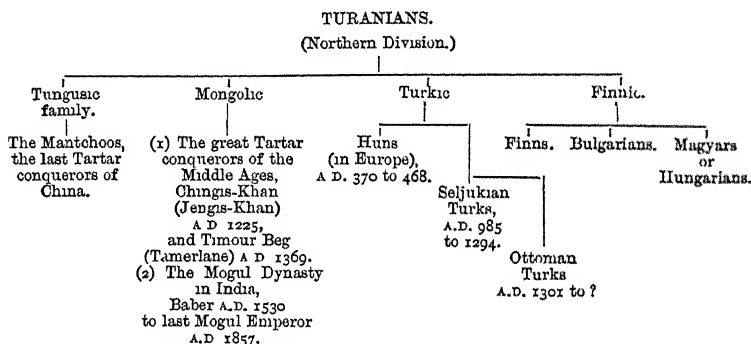 TURANIANS.
(Northern Division.)
Tungusic
family.
The Mantchoos,
the last Tartar
conquerors of
China.
Mongolic
(1) The great Tartar
conquerors of the
Middle Ages,
Chingis-Khan
(Jengis-Khan)
A D 1225,
and Timour Beg
(Tamerlane) A D 1369.
(2) The Mogul Dynasty
in India,
Baber A.D. 1530
to last Mogul Emperor
A.D 1857.
Turkic
Huns
(in Europe),
A D. 370 to 468.
Seljukian
Turks,
A.D. 985
to 1294.
Ottoman
Turks
A.D. 1301 to ?
Finnic.
Finns.
Bulgarians.
Magyars
or
Hungarians.